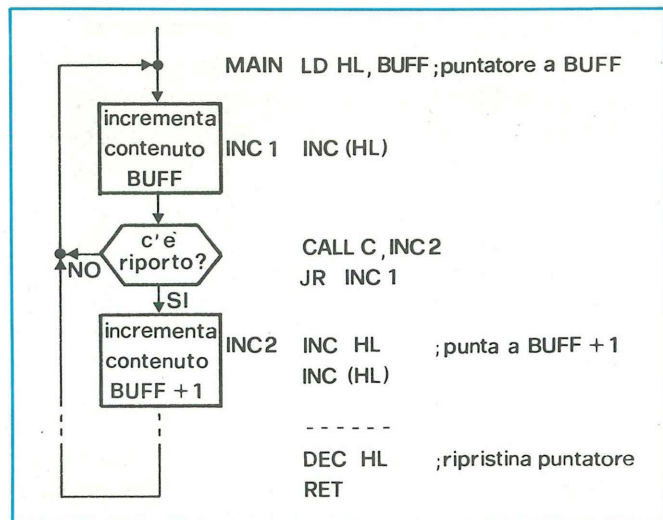 MAIN LD HL, BUFF ;puntatore a BUFF
incrementa
contenuto
BUFF
INC 1 INC (HL)
c'è
riporto?
NO
SI
CALL C, INC2
JR INC 1
incrementa
contenuto
BUFF + 1
INC2 INC HL ;punta a BUFF + 1
INC (HL)
------
DEC HL ;ripristina puntatore
RET